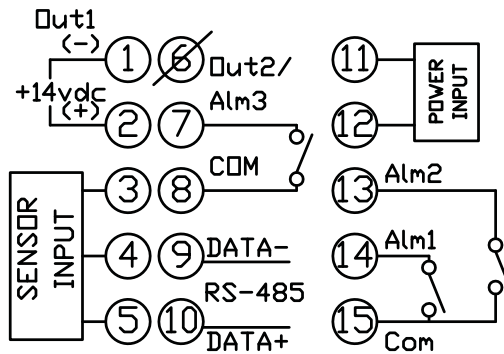 Out1
(-)
1
6
Out2/
11
POWER
INPUT
+14vdc
(+)
2
7
Alm3
12
COM
3
8
13
Alm2
SENSOR
INPUT
4
9
DATA-
14
Alm1
RS-485
5
10
DATA+
15
Com